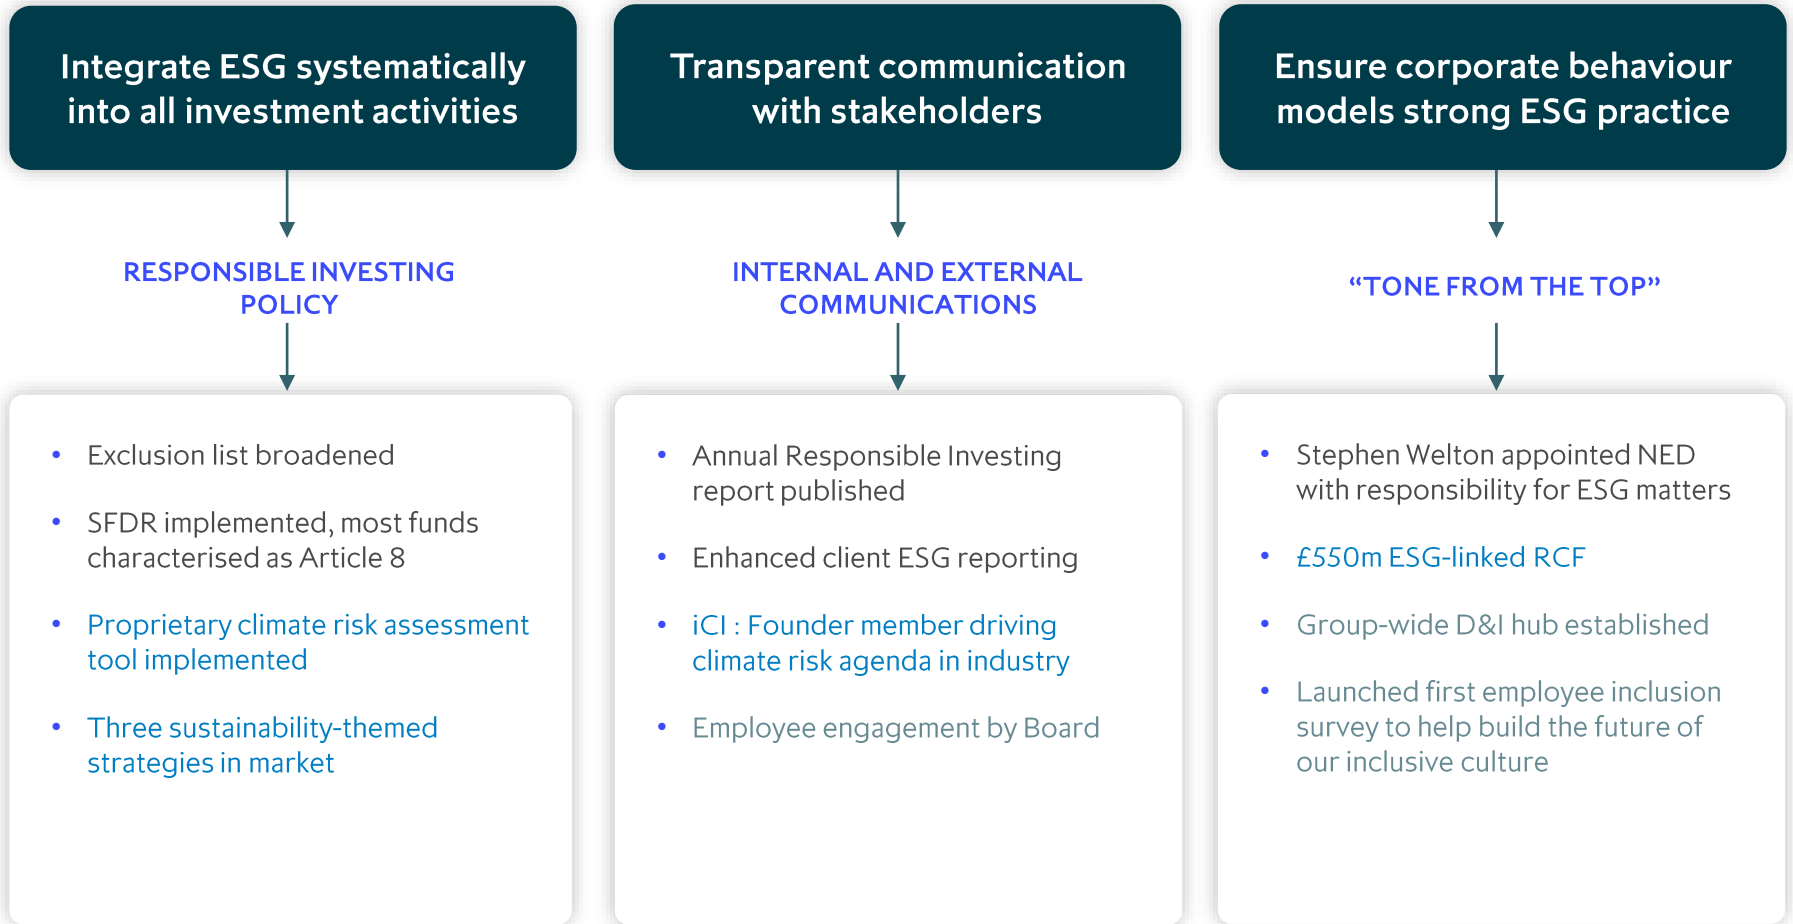 Integrate ESG systematically
into all investment activities
RESPONSIBLE INVESTING
POLICY
• Exclusion list broadened
• SFDR implemented, most funds
characterised as Article 8
• Proprietary climate risk assessment
tool implemented
• Three sustainability-themed
strategies in market
Transparent communication
with stakeholders
INTERNAL AND EXTERNAL
COMMUNICATIONS
• Annual Responsible Investing
report published
• Enhanced client ESG reporting
• iCI : Founder member driving
climate risk agenda in industry
• Employee engagement by Board
Ensure corporate behaviour
models strong ESG practice
“TONE FROM THE TOP”
• Stephen Welton appointed NED
with responsibility for ESG matters
• £550m ESG-linked RCF
• Group-wide D&I hub established
• Launched first employee inclusion
survey to help build the future of
our inclusive culture